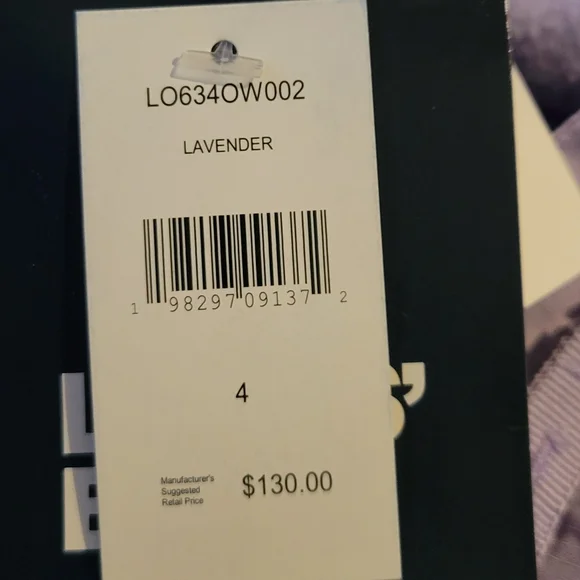 LO634OW002
LAVENDER
1 98297 09137 2
4
Manufacturer's
Suggested
Retail Price
$130.00